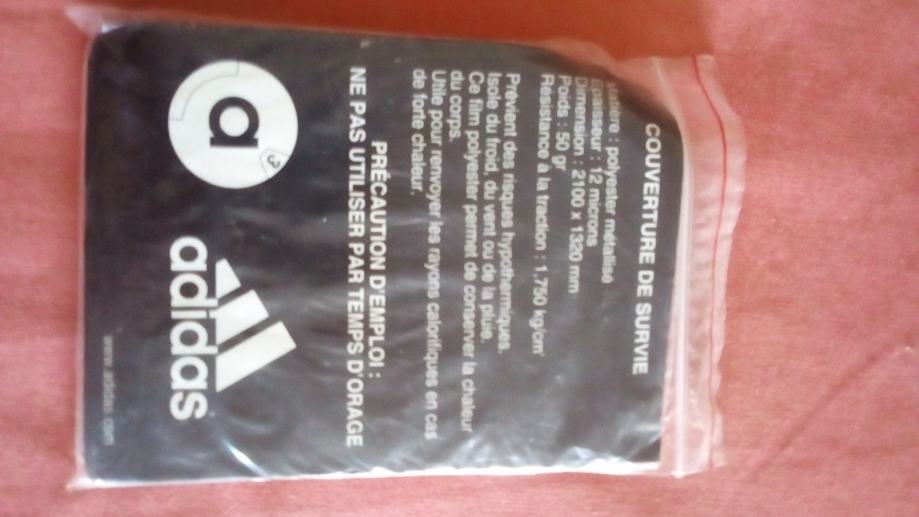 COUVERTURE DE SURVIE
Matière : polyester métallisé
Epaisseur : 12 microns
Dimension : 2100 x 1320 mm
Poids : 50 gr
Résistance à la traction : 1,750 kg/cm
Prévient des risques hypothermiques.
Isole du froid, du vent ou de la pluie.
Ce film polyester permet de conserver la chaleur
du corps.
Utile pour renvoyer les rayons calorifiques en cas
de forte chaleur.
PRÉCAUTION D'EMPLOI :
NE PAS UTILISER PAR TEMPS D'ORAGE
a
3
adidas
www.adidas.com